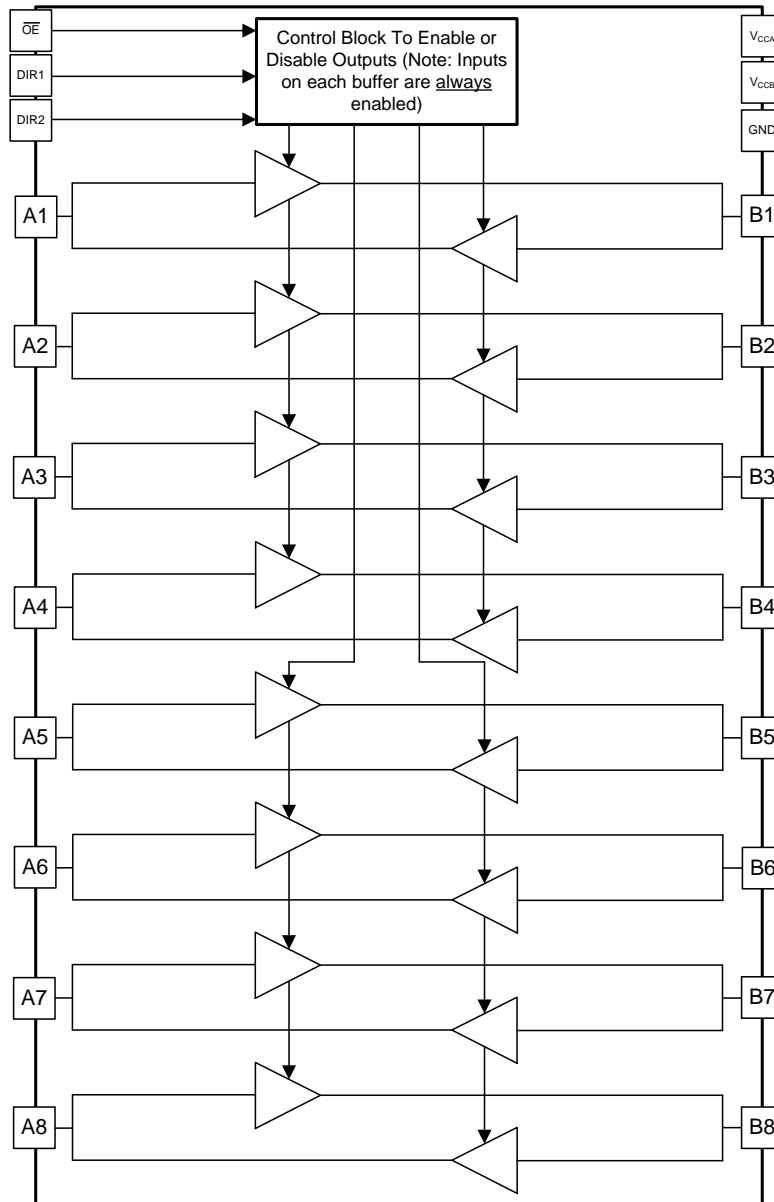 OE
DIR1
DIR2
Control Block To Enable or
Disable Outputs (Note: Inputs
on each buffer are always
enabled)
VCCA
VCCB
GND
A1
B1
A2
B2
A3
B3
A4
B4
A5
B5
A6
B6
A7
B7
A8
B8